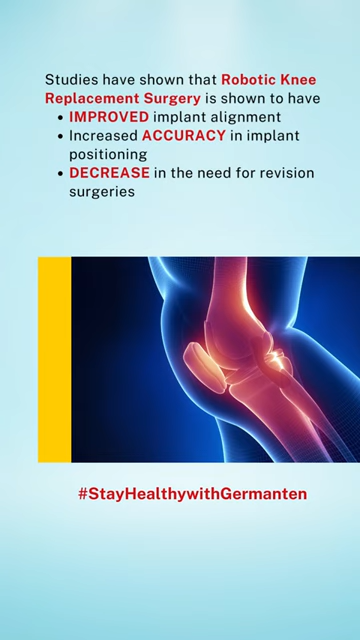 Studies have shown that Robotic Knee
Replacement Surgery is shown to have
• IMPROVED implant alignment
• Increased ACCURACY in implant
positioning
• DECREASE in the need for revision
surgeries
#StayHealthywithGermanten